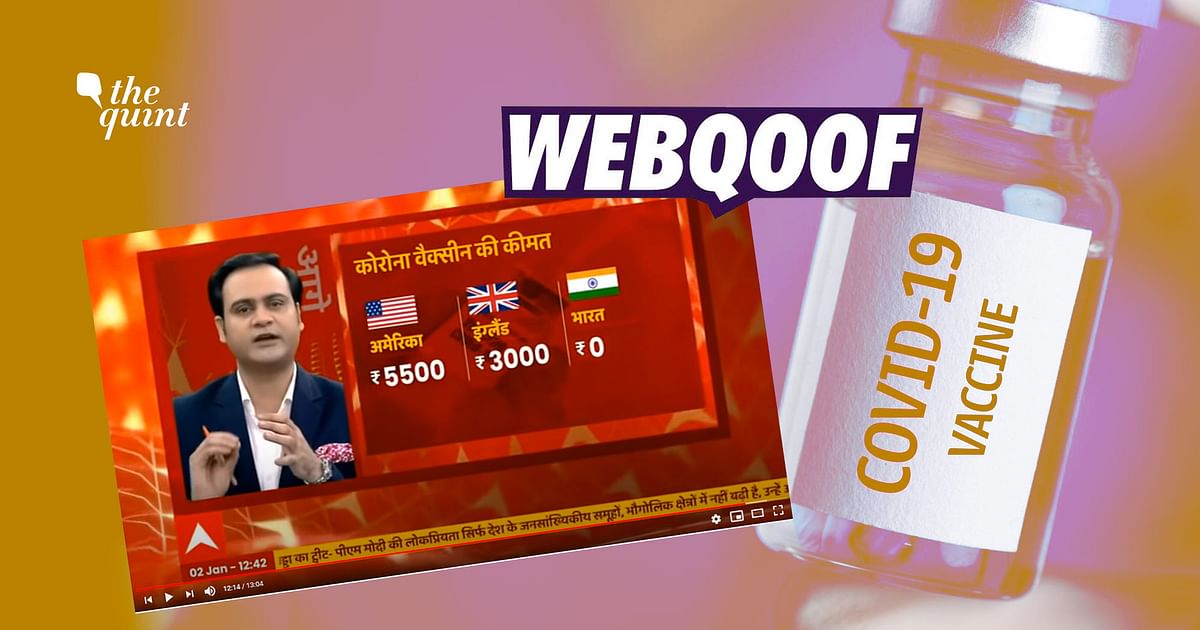 the
quint
WEBQOOF
आगे
कोरोना वैक्सीन की कीमत
अमेरिका
₹5500
इंग्लैंड
₹3000
भारत
₹0
02 Jan - 12:42
ड्डा का ट्वीट- पीएम मोदी की लोकप्रियता सिर्फ देश के जनसांख्यिकीय समूहों, भौगोलिक क्षेत्रों में नहीं बढ़ी है, उन्हें
12:14 / 13:04
COVID-19
VACCINE